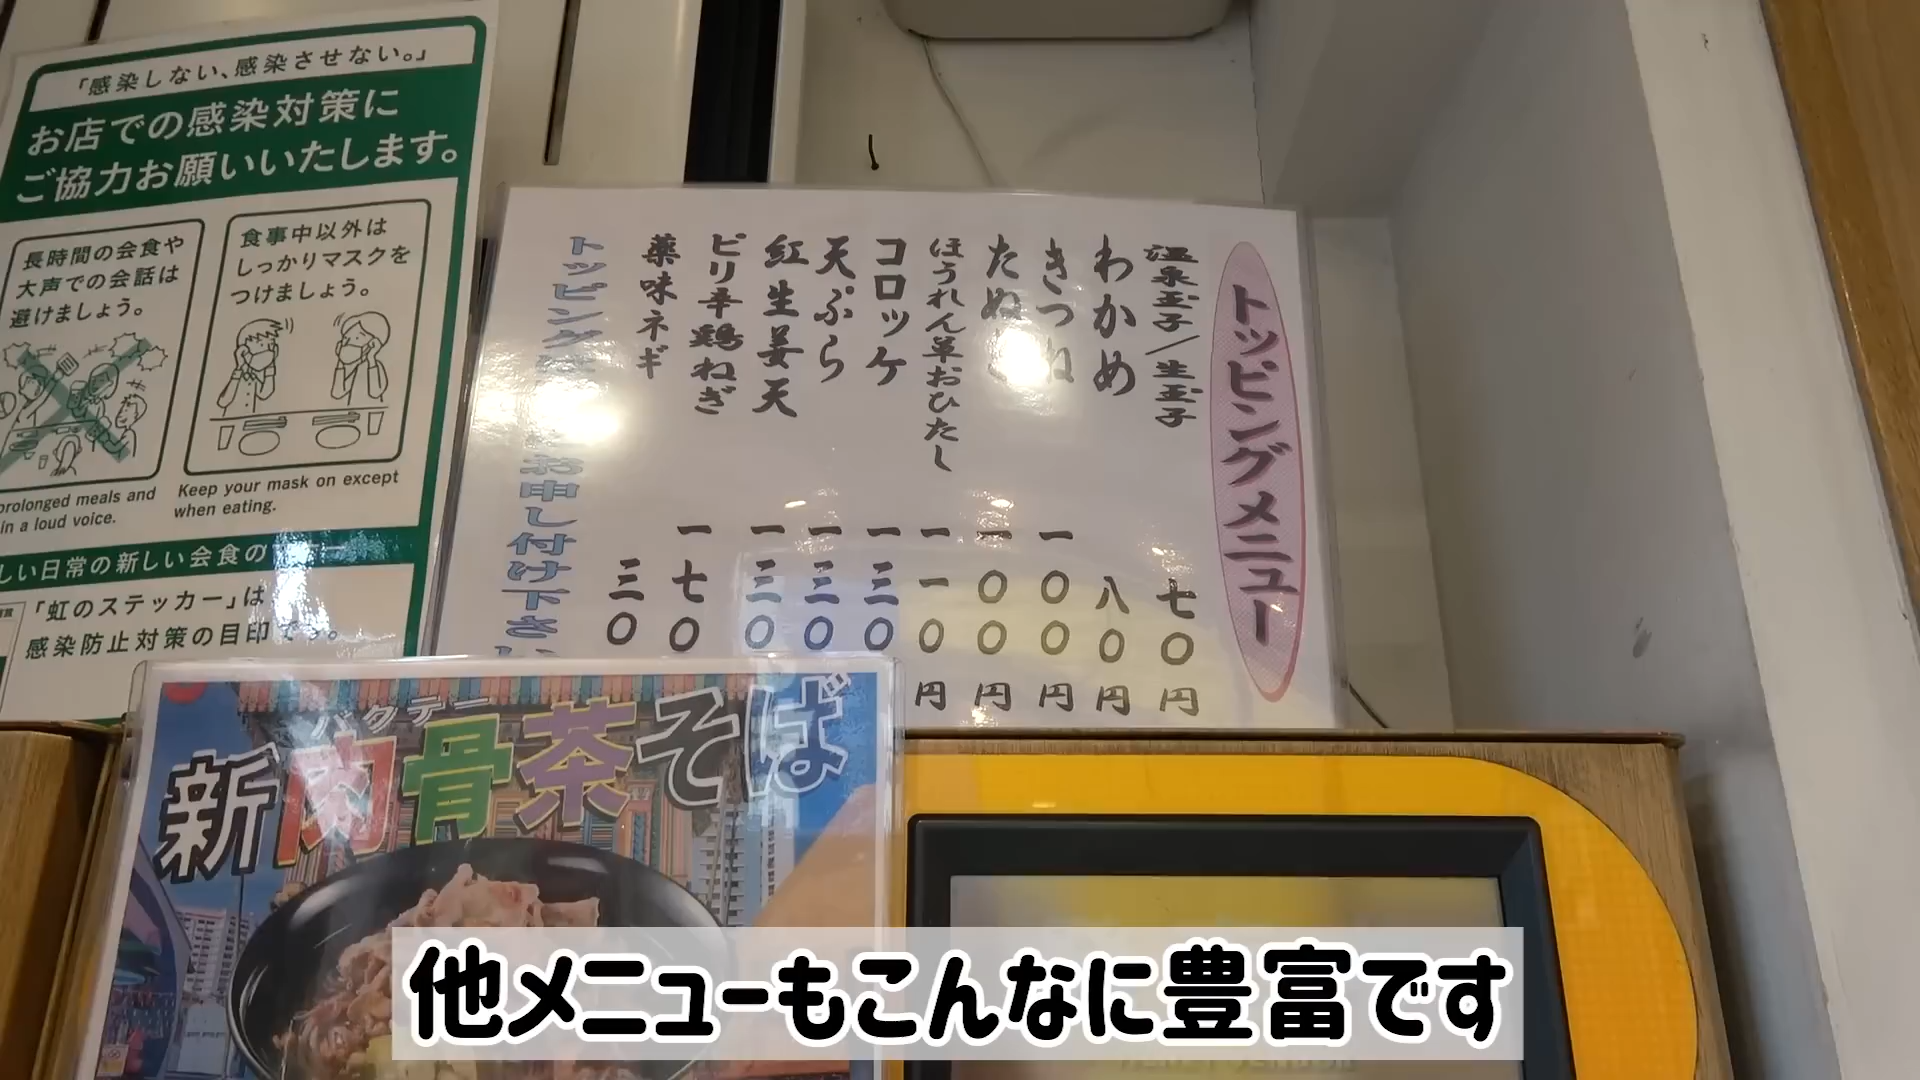 「感染しない、感染させない。」
お店での感染対策に
ご協力お願いいたします。
長時間の会食や
大声での会話は
避けましょう。
食事中以外は
しっかりマスクを
つけましょう。
prolonged meals and
in a loud voice.
Keep your mask on except
when eating.
しい日常の新しい会食の
「虹のステッカー」は
感染防止対策の目印です。
トッピングメニュー
温泉玉子/生玉子 七〇円
わかめ 八〇円
きつね 一〇〇円
たぬき 一〇〇円
ほうれん草おひたし 一一〇円
コロッケ 一三〇
天ぷら 一三〇
紅生姜天 一三〇
ピリ辛鶏ねぎ 一七〇
薬味ネギ 三〇
トッピング お申し付け下さい
バクテー
新肉骨茶そば
他メニューもこんなに豊富です